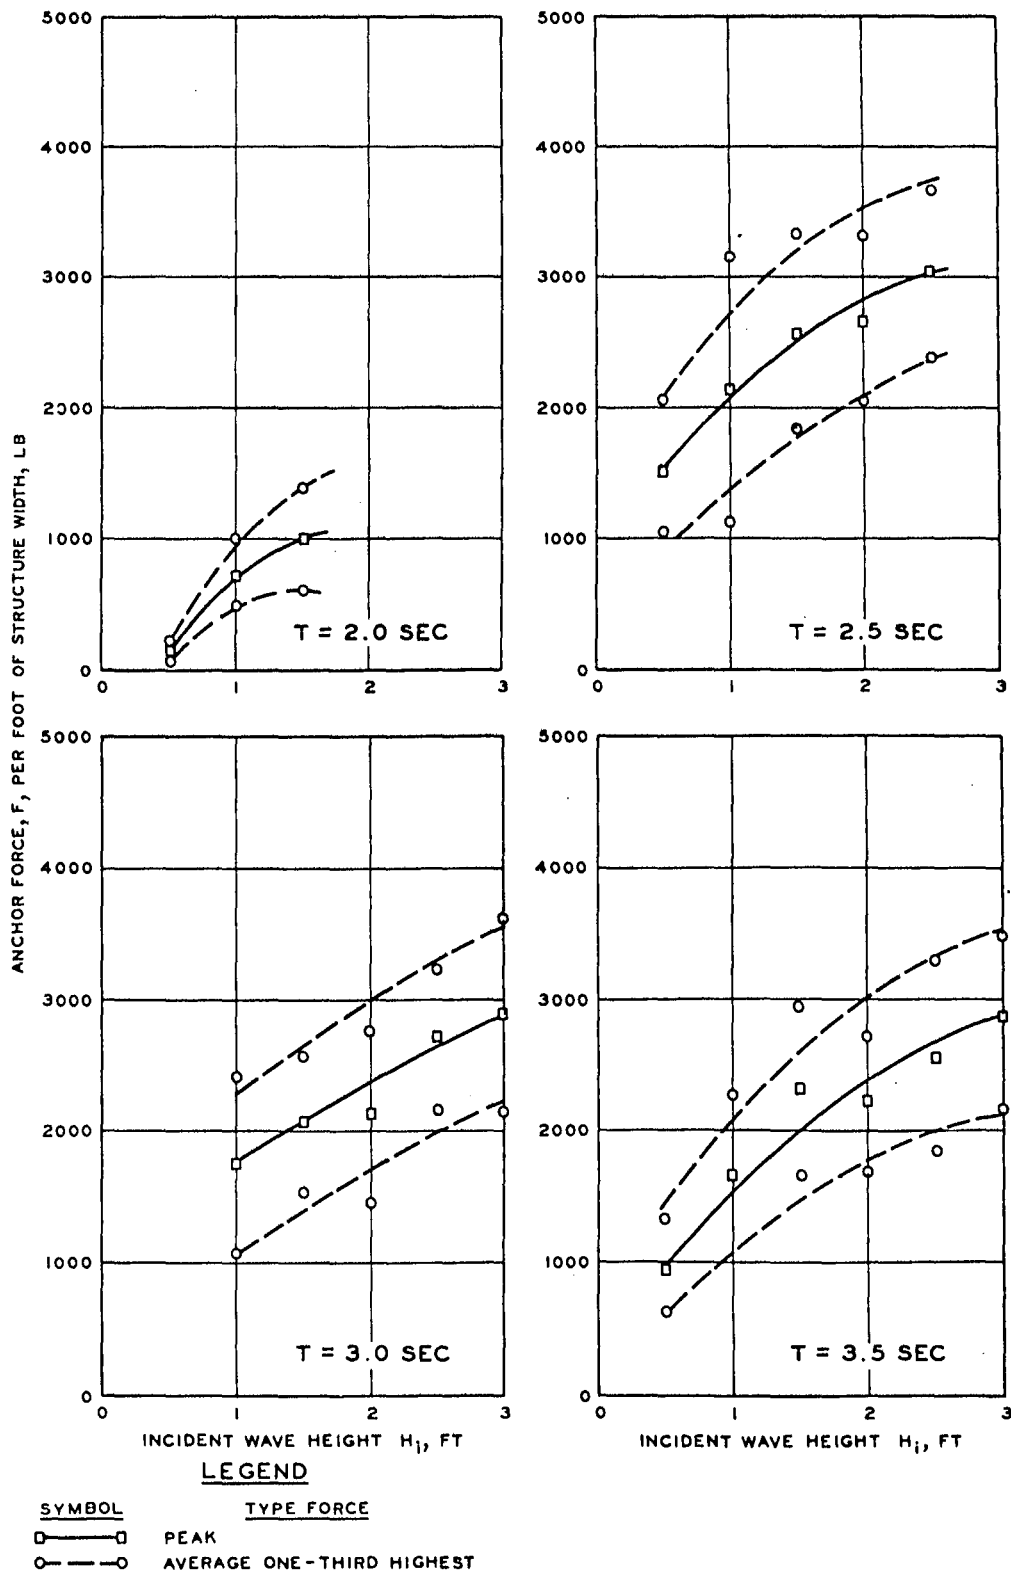 5000
4000
3000
2000
1000
0
0 1 2 3
T = 2.0 SEC
5000
4000
3000
2000
1000
0
0 1 2 3
T = 2.5 SEC
ANCHOR FORCE, F, PER FOOT OF STRUCTURE WIDTH, LB
5000
4000
3000
2000
1000
0
0 1 2 3
T = 3.0 SEC
INCIDENT WAVE HEIGHT Hi, FT
5000
4000
3000
2000
1000
0
0 1 2 3
T = 3.5 SEC
INCIDENT WAVE HEIGHT Hi, FT
LEGEND
SYMBOL TYPE FORCE
PEAK
AVERAGE ONE-THIRD HIGHEST